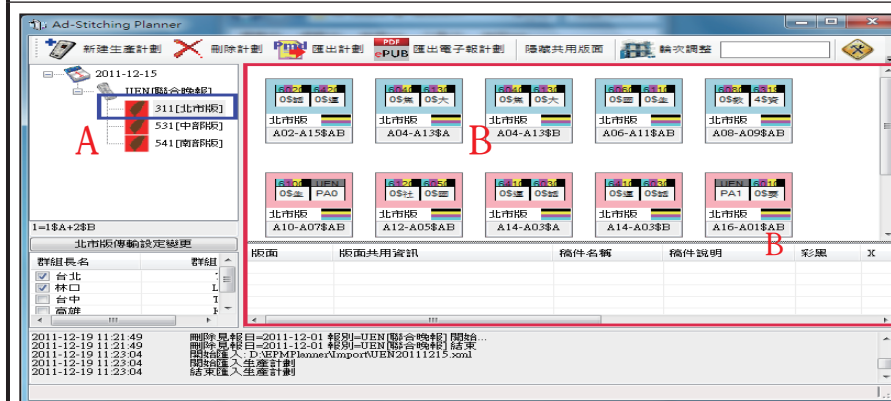 Ad-Stitching Planner
新建生產計劃 刪除計劃 匯出計劃 PDF ePUB 匯出電子報計劃 隱藏共用版面 輪次調整
2011-12-15
UEN[聯合晚報]
311[北市版]
531[中部版]
541[南部版]
A
1=1$A+2$B
北市版傳輸設定變更
群組長名 群組
台北
林口 L
台中 T
高雄
北市版 北市版 北市版 北市版 北市版
A02-A15$AB A04-A13$A A04-A13$B A06-A11$AB A08-A09$AB
B
0$生 PA0 0$社 PA1 0$要
北市版 北市版 北市版 北市版 北市版
A10-A07$AB A12-A05$AB A14-A03$A A14-A03$B A16-A01$AB
B
版面 版面共用資訊 稿件名稱 稿件說明 彩黑 X
2011-12-19 11:21:49 刪除見報日=2011-12-01 報別=UEN[聯合晚報] 開始...
2011-12-19 11:21:49 刪除見報日=2011-12-01 報別=UEN[聯合晚報] 結束
2011-12-19 11:23:04 開始匯入: D:\EPMPlanner\Import\UEN20111215.xml
2011-12-19 11:23:04 開始匯入生產計劃
2011-12-19 11:23:04 結束匯入生產計劃